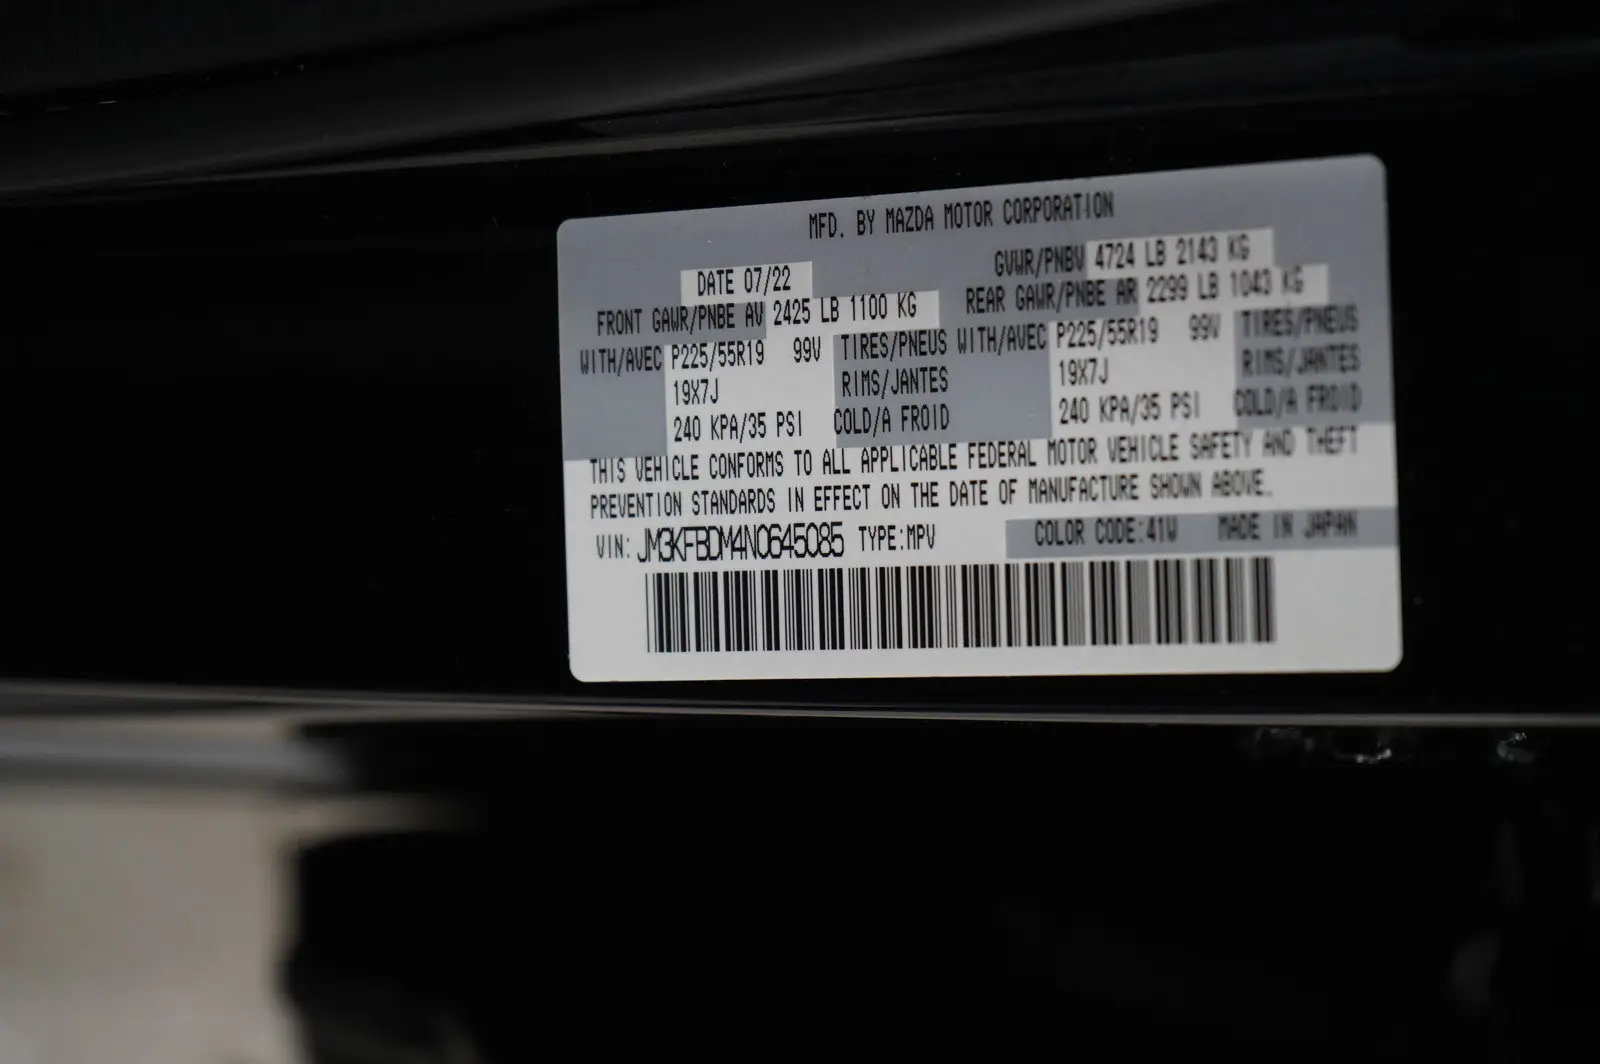 MFD. BY MAZDA MOTOR CORPORATION
DATE 07/22 GVWR/PNBV 4724 LB 2143 KG
FRONT GAWR/PNBE AV 2425 LB 1100 KG REAR GAWR/PNBE AR 2299 LB 1043 KG
WITH/AVEC P225/55R19 99V TIRES/PNEUS WITH/AVEC P225/55R19 99V TIRES/PNEUS
19X7J RIMS/JANTES 19X7J RIMS/JANTES
240 KPA/35 PSI COLD/A FROID 240 KPA/35 PSI COLD/A FROID
THIS VEHICLE CONFORMS TO ALL APPLICABLE FEDERAL MOTOR VEHICLE SAFETY AND THEFT
PREVENTION STANDARDS IN EFFECT ON THE DATE OF MANUFACTURE SHOWN ABOVE.
VIN: JM3KFBDM4N0645085 TYPE:MPV COLOR CODE:41W MADE IN JAPAN